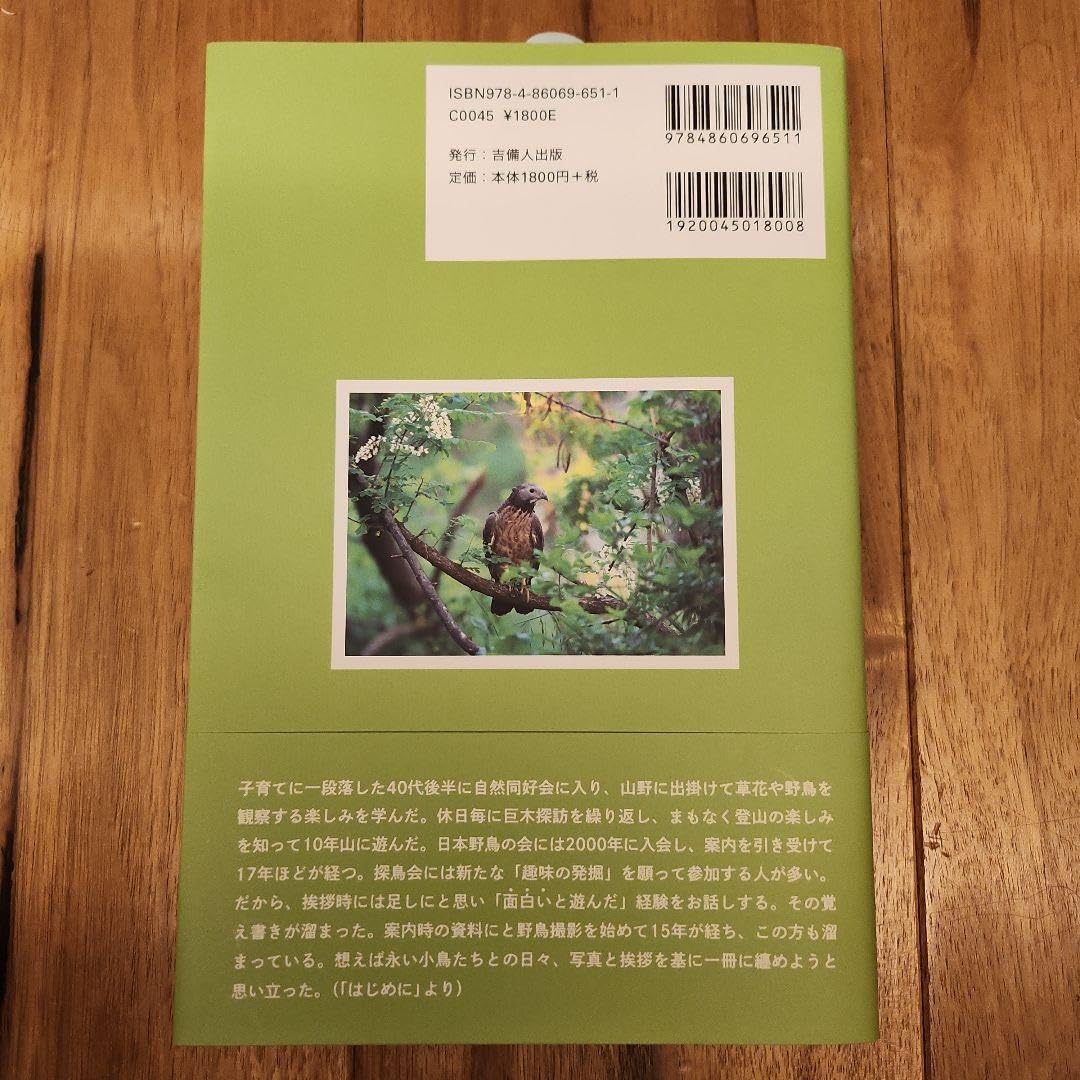 ISBN978-4-86069-651-1
C0045 ¥1800E
発行：吉備人出版
定価：本体1800円＋税
9784860696511
1920045018008
子育てに一段落した40代後半に自然同好会に入り、山野に出掛けて草花や野鳥を
観察する楽しみを学んだ。休日毎に巨木探訪を繰り返し、まもなく登山の楽しみ
を知って10年山に遊んだ。日本野鳥の会には2000年に入会し、案内を引き受けて
17年ほどが経つ。探鳥会には新たな「趣味の発掘」を願って参加する人が多い。
だから、挨拶時には足しにと思い「面白いと遊んだ」経験をお話しする。その覚
え書きが溜まった。案内時の資料にと野鳥撮影を始めて15年が経ち、この方も溜
まっている。想えば永い小鳥たちとの日々、写真と挨拶を基に一冊に纏めようと
思い立った。（「はじめに」より）